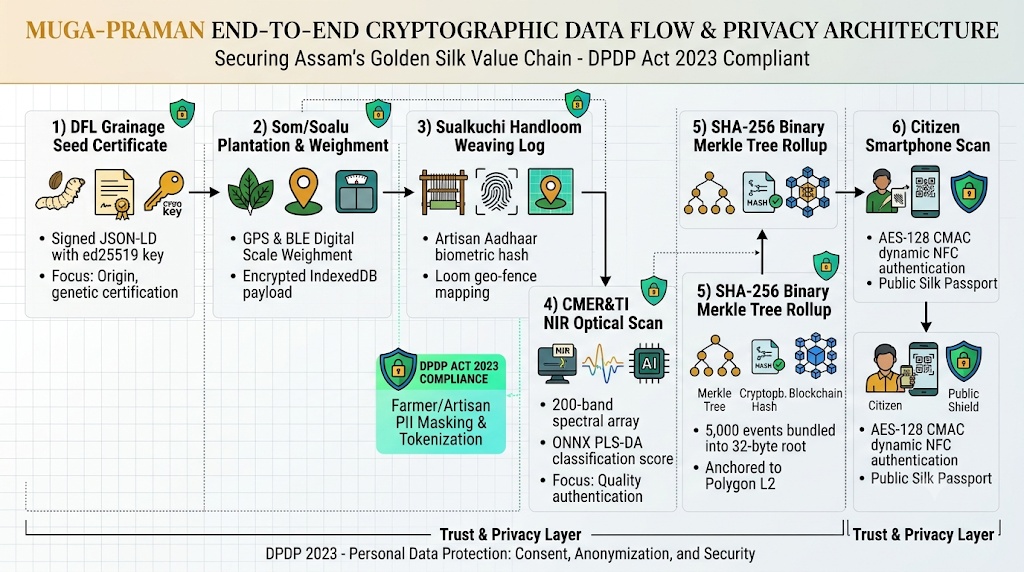 MUGA-PRAMAN END-TO-END CRYPTOGRAPHIC DATA FLOW & PRIVACY ARCHITECTURE
Securing Assam's Golden Silk Value Chain - DPDP Act 2023 Compliant
1) DFL Grainage
Seed Certificate
key
• Signed JSON-LD
with ed25519 key
• Focus: Origin,
genetic certification
2) Som/Soalu
Plantation & Weighment
• GPS & BLE Digital
Scale Weighment
• Encrypted IndexedDB
payload
3) Sualkuchi Handloom
Weaving Log
• Artisan Aadhaar
biometric hash
• Loom geo-fence
mapping
DPDP ACT 2023
COMPLIANCE
Farmer/Artisan
PII Masking &
Tokenization
4) CMER&TI
NIR Optical Scan
NIR
AI
• 200-band
spectral array
• ONNX PLS-DA
classification score
• Focus: Quality
authentication
5) SHA-256 Binary
Merkle Tree Rollup
HASH
5) SHA-256 Binary
Merkle Tree Rollup
HASH
Merkle
Tree
Cryptop.
Hash
Blockchain
• 5,000 events bundled
into 32-byte root
• Anchored to
Polygon L2
6) Citizen
Smartphone Scan
• AES-128 CMAC
dynamic NFC
authentication
• Public Silk Passport
Citizen
Public
Shield
• AES-128 CMAC
dynamic NFC
authentication
• Public Silk Passport
Trust & Privacy Layer
Trust & Privacy Layer
DPDP 2023 - Personal Data Protection: Consent, Anonymization, and Security